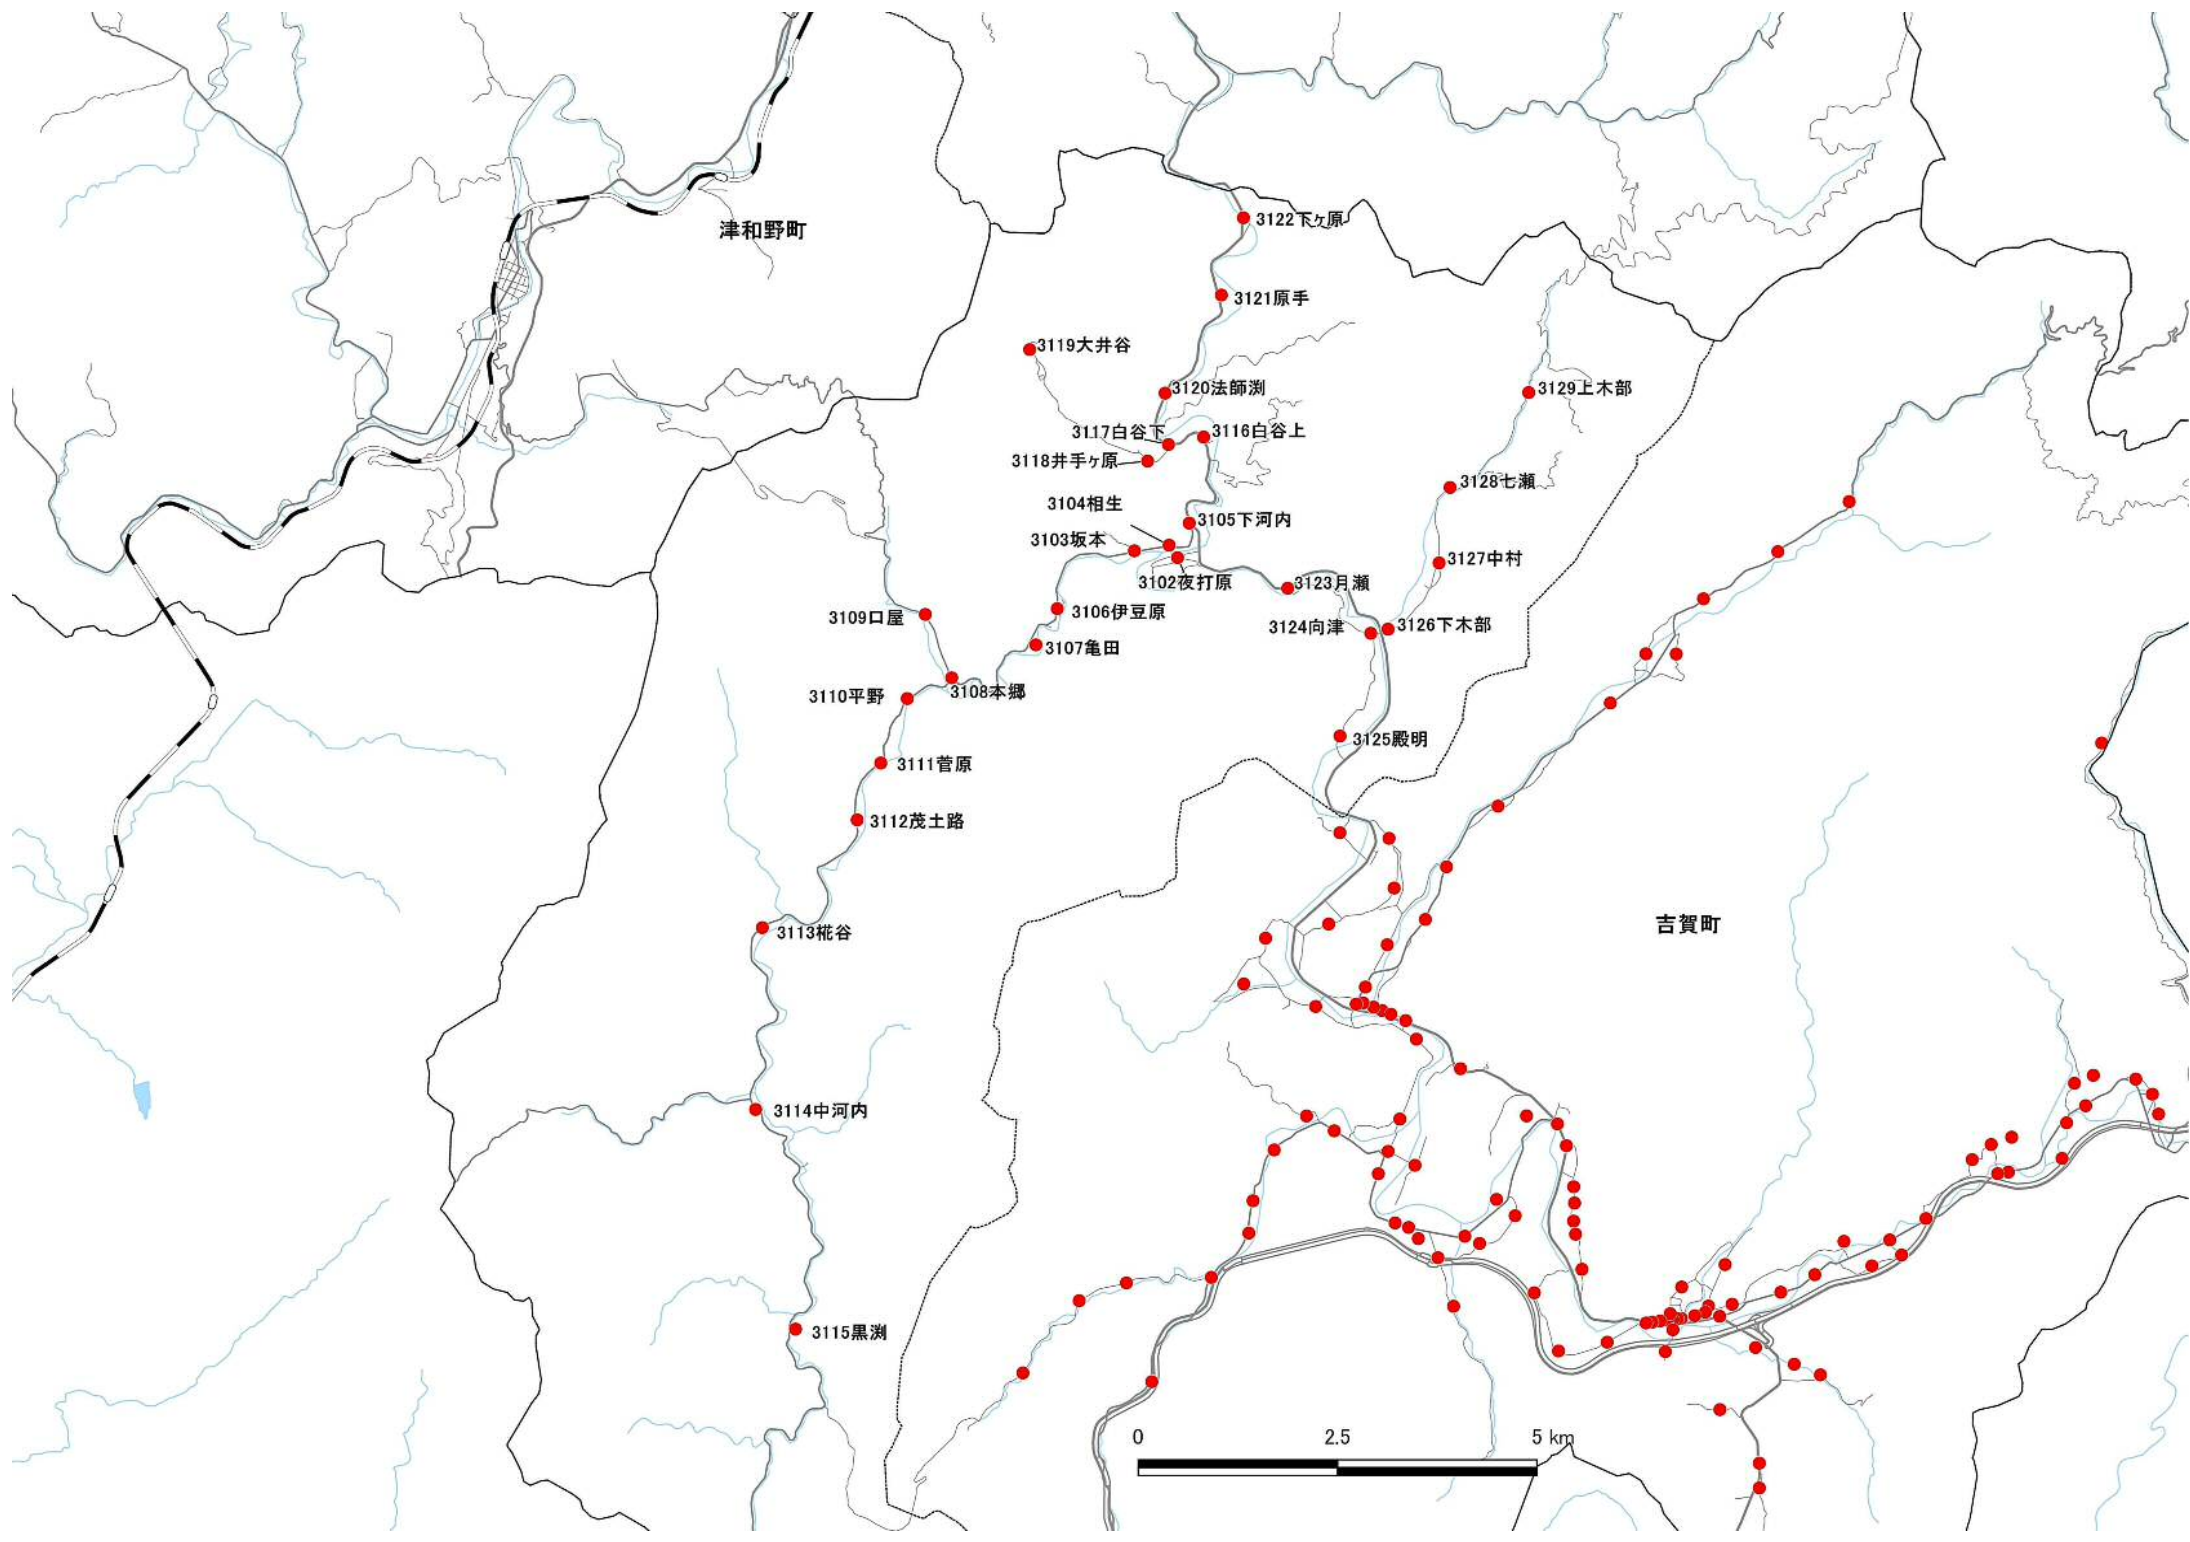 津和野町
3122下ヶ原
3121原手
3119大井谷
3120法師渕
3129上木部
3117白谷下
3116白谷上
3118井手ヶ原
3128七瀬
3104相生
3105下河内
3103坂本
3127中村
3102夜打原
3123月瀬
3109口屋
3106伊豆原
3124向津
3126下木部
3107亀田
3110平野
3108本郷
3125殿明
3111菅原
3112茂土路
吉賀町
3113椛谷
3114中河内
3115黒渕
0 2.5 5 km